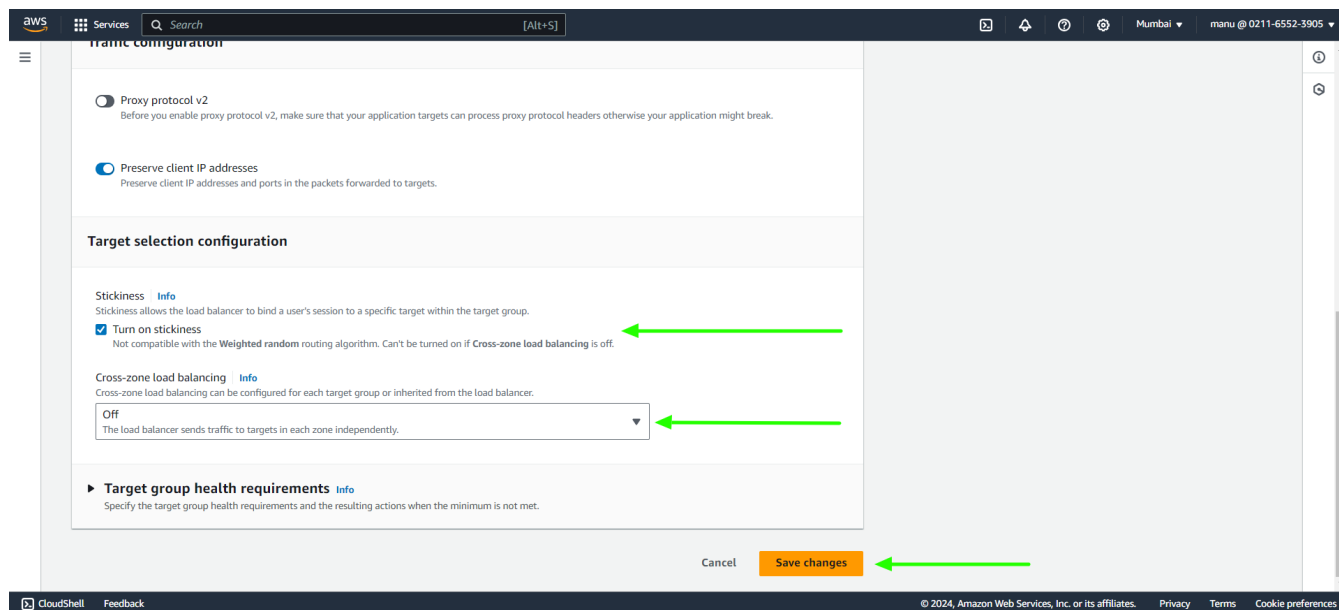 aws
Services
Search
[Alt+S]
Mumbai
manu @ 0211-6552-3905
Traffic configuration
Proxy protocol v2
Before you enable proxy protocol v2, make sure that your application targets can process proxy protocol headers otherwise your application might break.
Preserve client IP addresses
Preserve client IP addresses and ports in the packets forwarded to targets.
Target selection configuration
Stickiness Info
Stickiness allows the load balancer to bind a user's session to a specific target within the target group.
Turn on stickiness
Not compatible with the Weighted random routing algorithm. Can't be turned on if Cross-zone load balancing is off.
Cross-zone load balancing Info
Cross-zone load balancing can be configured for each target group or inherited from the load balancer.
Off
The load balancer sends traffic to targets in each zone independently.
Target group health requirements Info
Specify the target group health requirements and the resulting actions when the minimum is not met.
Cancel
Save changes
CloudShell
Feedback
© 2024, Amazon Web Services, Inc. or its affiliates.
Privacy
Terms
Cookie preferences